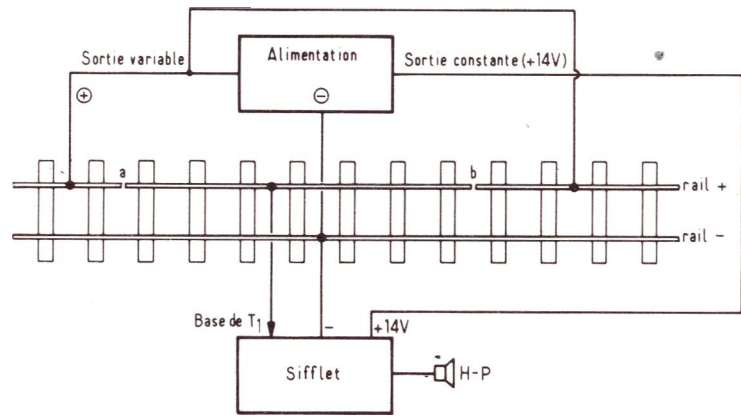 Alimentation
Sortie variable
Sortie constante (+14V)
⊕
⊖
a
b
rail +
rail -
Base de T1
-
+14V
Sifflet
H-P